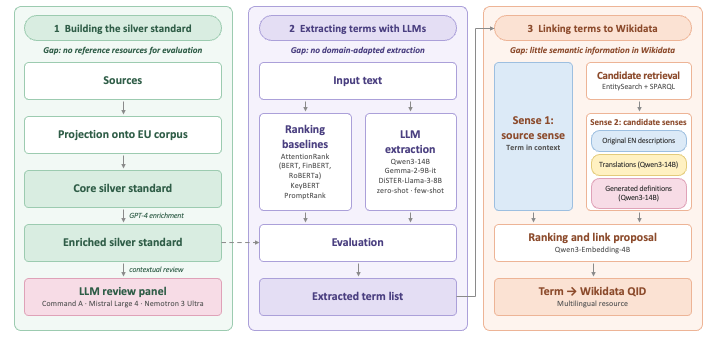 1 Building the silver standard
Gap: no reference resources for evaluation
Sources
Projection onto EU corpus
Core silver standard
GPT-4 enrichment
Enriched silver standard
contextual review
LLM review panel
Command A · Mistral Large 4 · Nemotron 3 Ultra
2 Extracting terms with LLMs
Gap: no domain-adapted extraction
Input text
Ranking
baselines
AttentionRank
(BERT, FinBERT,
RoBERTa)
KeyBERT
PromptRank
LLM
extraction
Qwen3-14B
Gemma-2-9B-it
DiSTER-Llama-3-8B
zero-shot · few-shot
Evaluation
Extracted term list
3 Linking terms to Wikidata
Gap: little semantic information in Wikidata
Sense 1:
source sense
Term in context
Candidate retrieval
EntitySearch + SPARQL
Sense 2: candidate senses
Original EN descriptions
Translations (Qwen3-14B)
Generated definitions
(Qwen3-14B)
Ranking and link proposal
Qwen3-Embedding-4B
Term → Wikidata QID
Multilingual resource